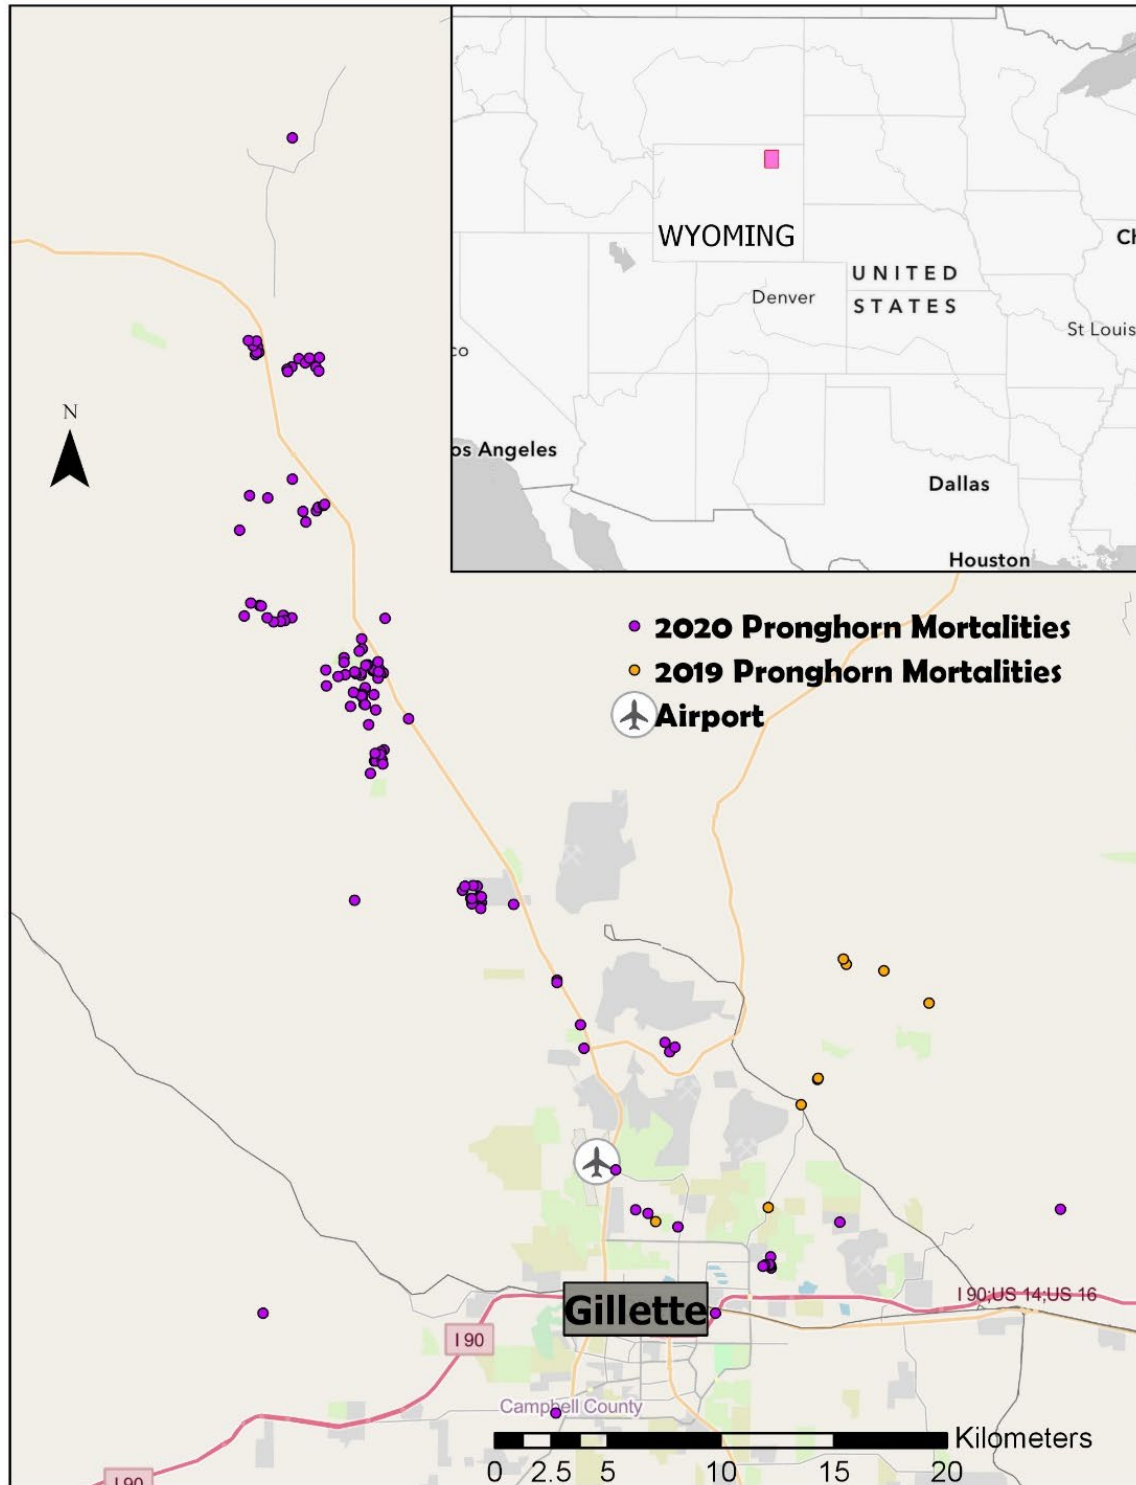 WYOMING
Ch
UNITED
STATES
Denver
St Louis
co
os Angeles
Dallas
Houston
N
2020 Pronghorn Mortalities
2019 Pronghorn Mortalities
Airport
I 90;US 14;US 16
Gillette
I 90
Campbell County
Kilometers
0 2.5 5 10 15 20
I 90